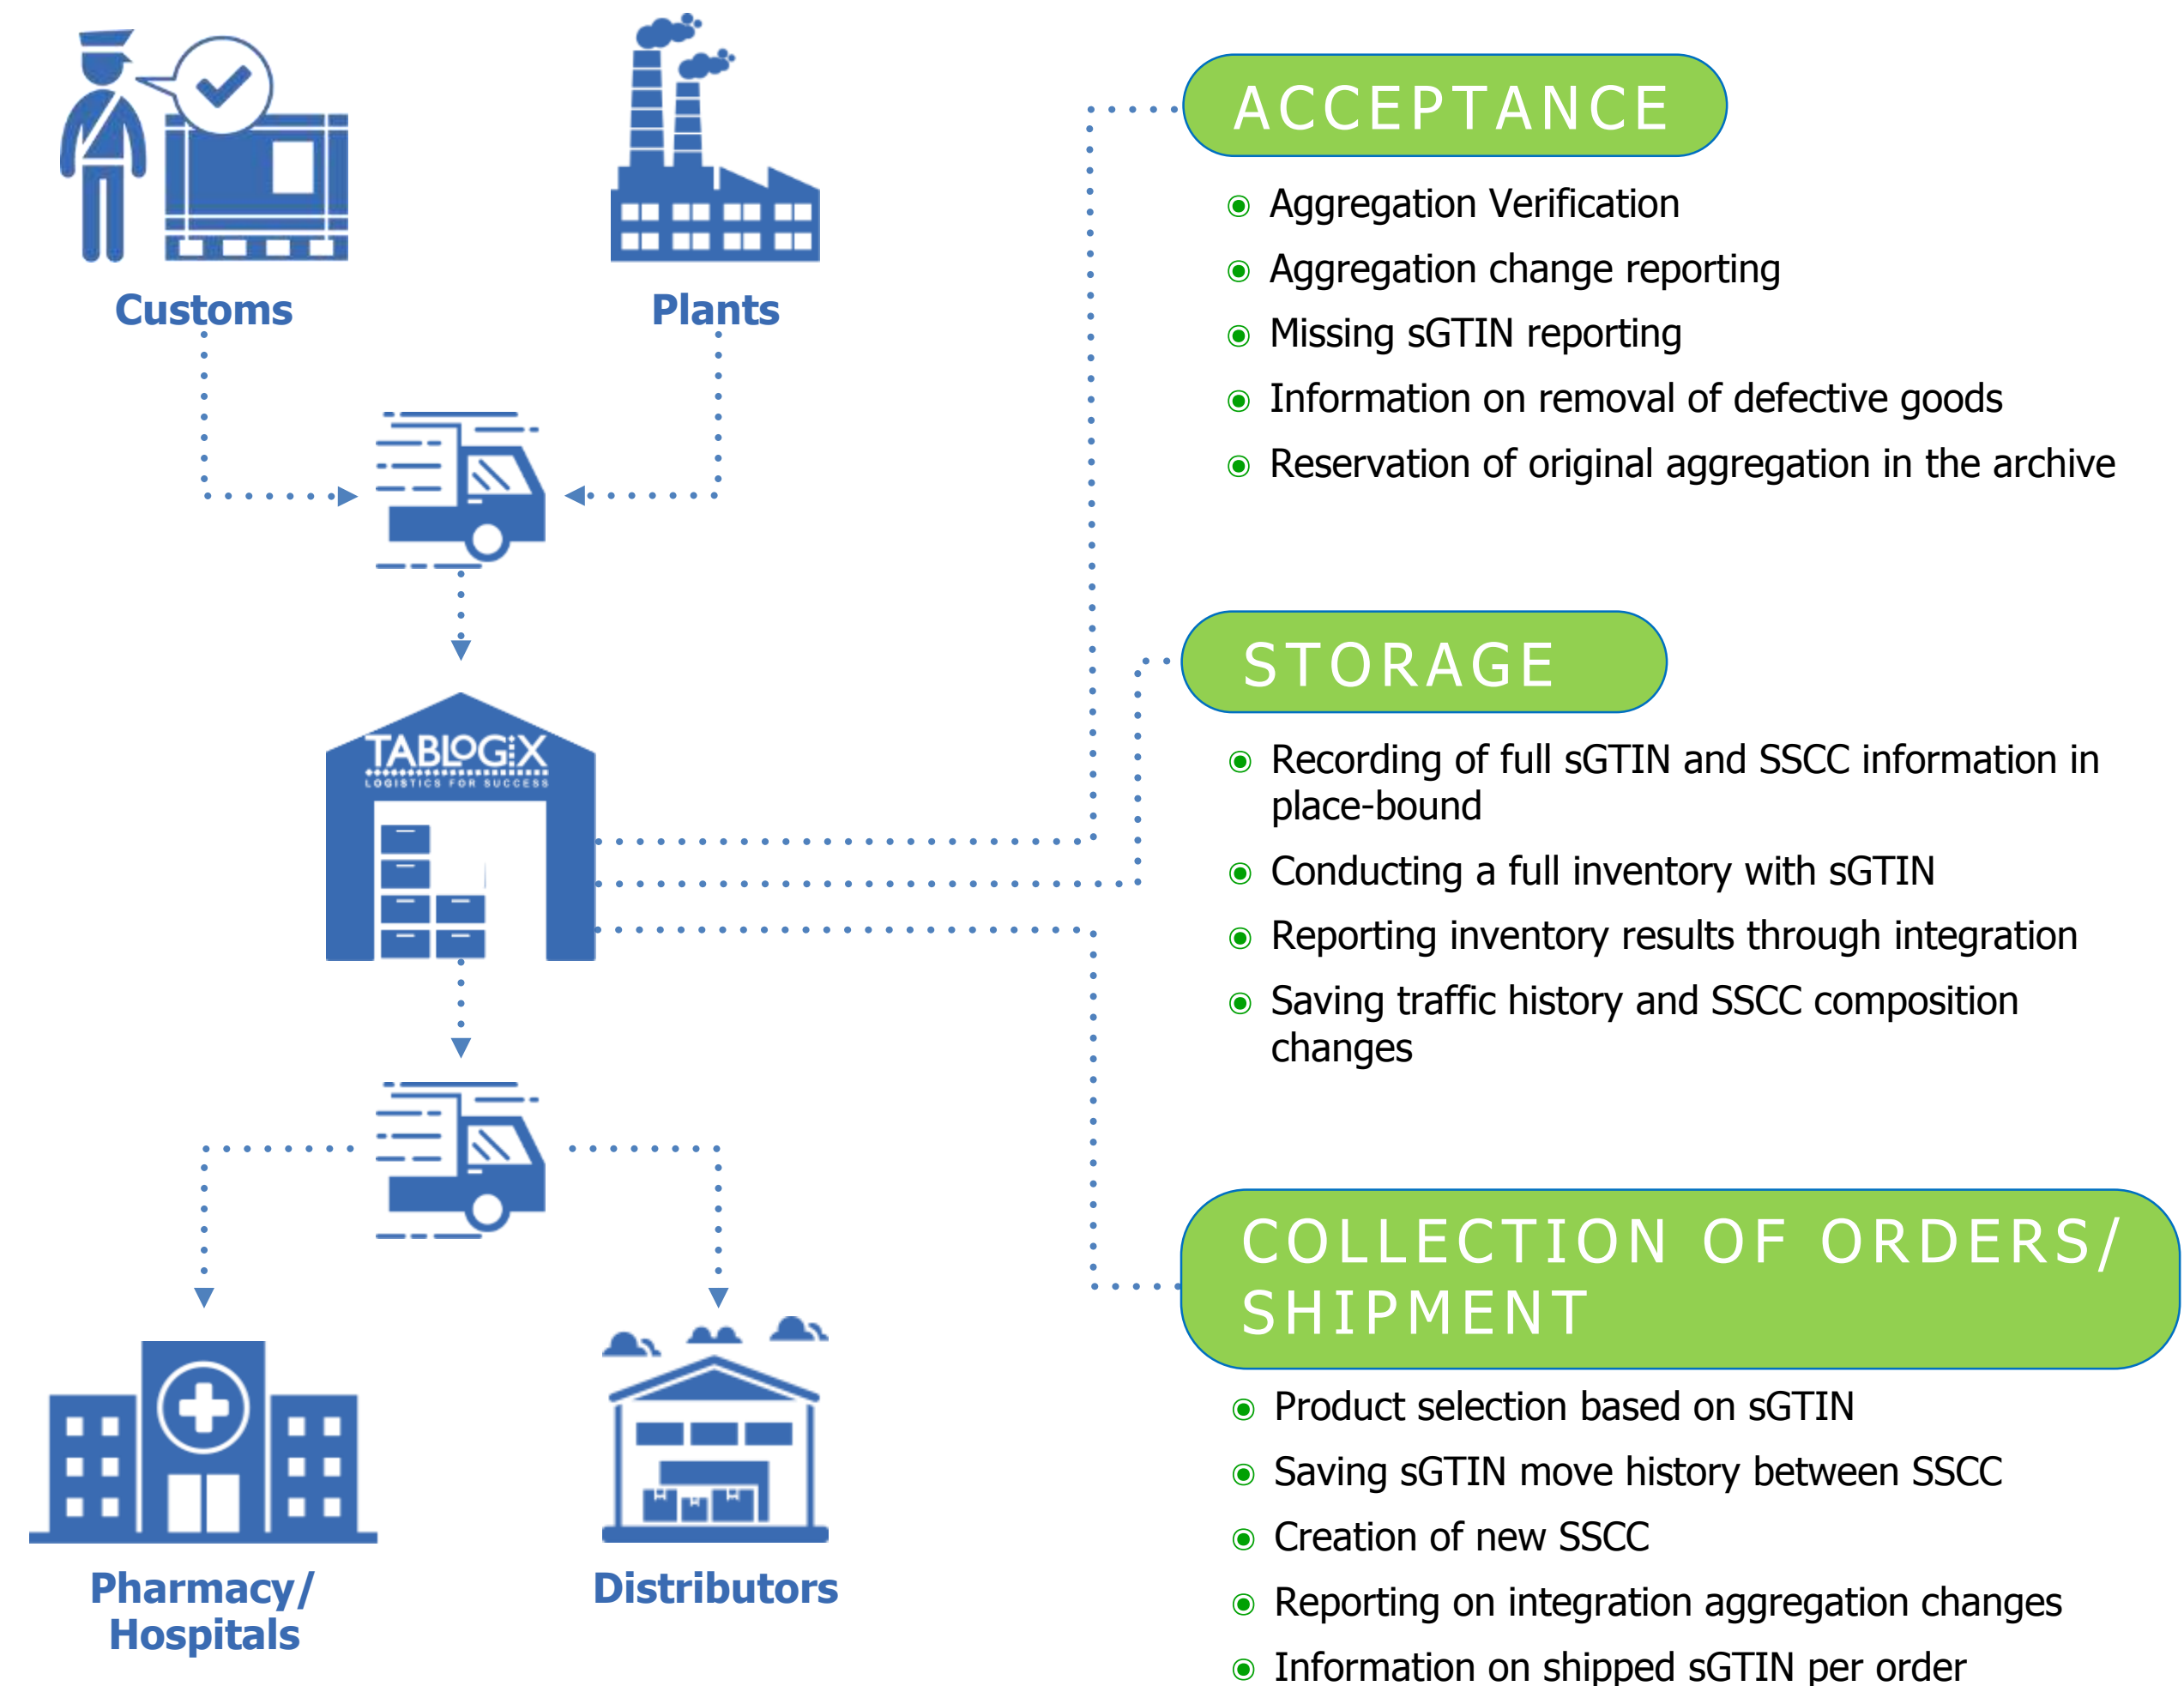 Customs
Plants
TABLOGIX
LOGISTICS FOR SUCCESS
Pharmacy/
Hospitals
Distributors
ACCEPTANCE
Aggregation Verification
Aggregation change reporting
Missing sGTIN reporting
Information on removal of defective goods
Reservation of original aggregation in the archive
STORAGE
Recording of full sGTIN and SSCC information in
place-bound
Conducting a full inventory with sGTIN
Reporting inventory results through integration
Saving traffic history and SSCC composition
changes
COLLECTION OF ORDERS/
SHIPMENT
Product selection based on sGTIN
Saving sGTIN move history between SSCC
Creation of new SSCC
Reporting on integration aggregation changes
Information on shipped sGTIN per order